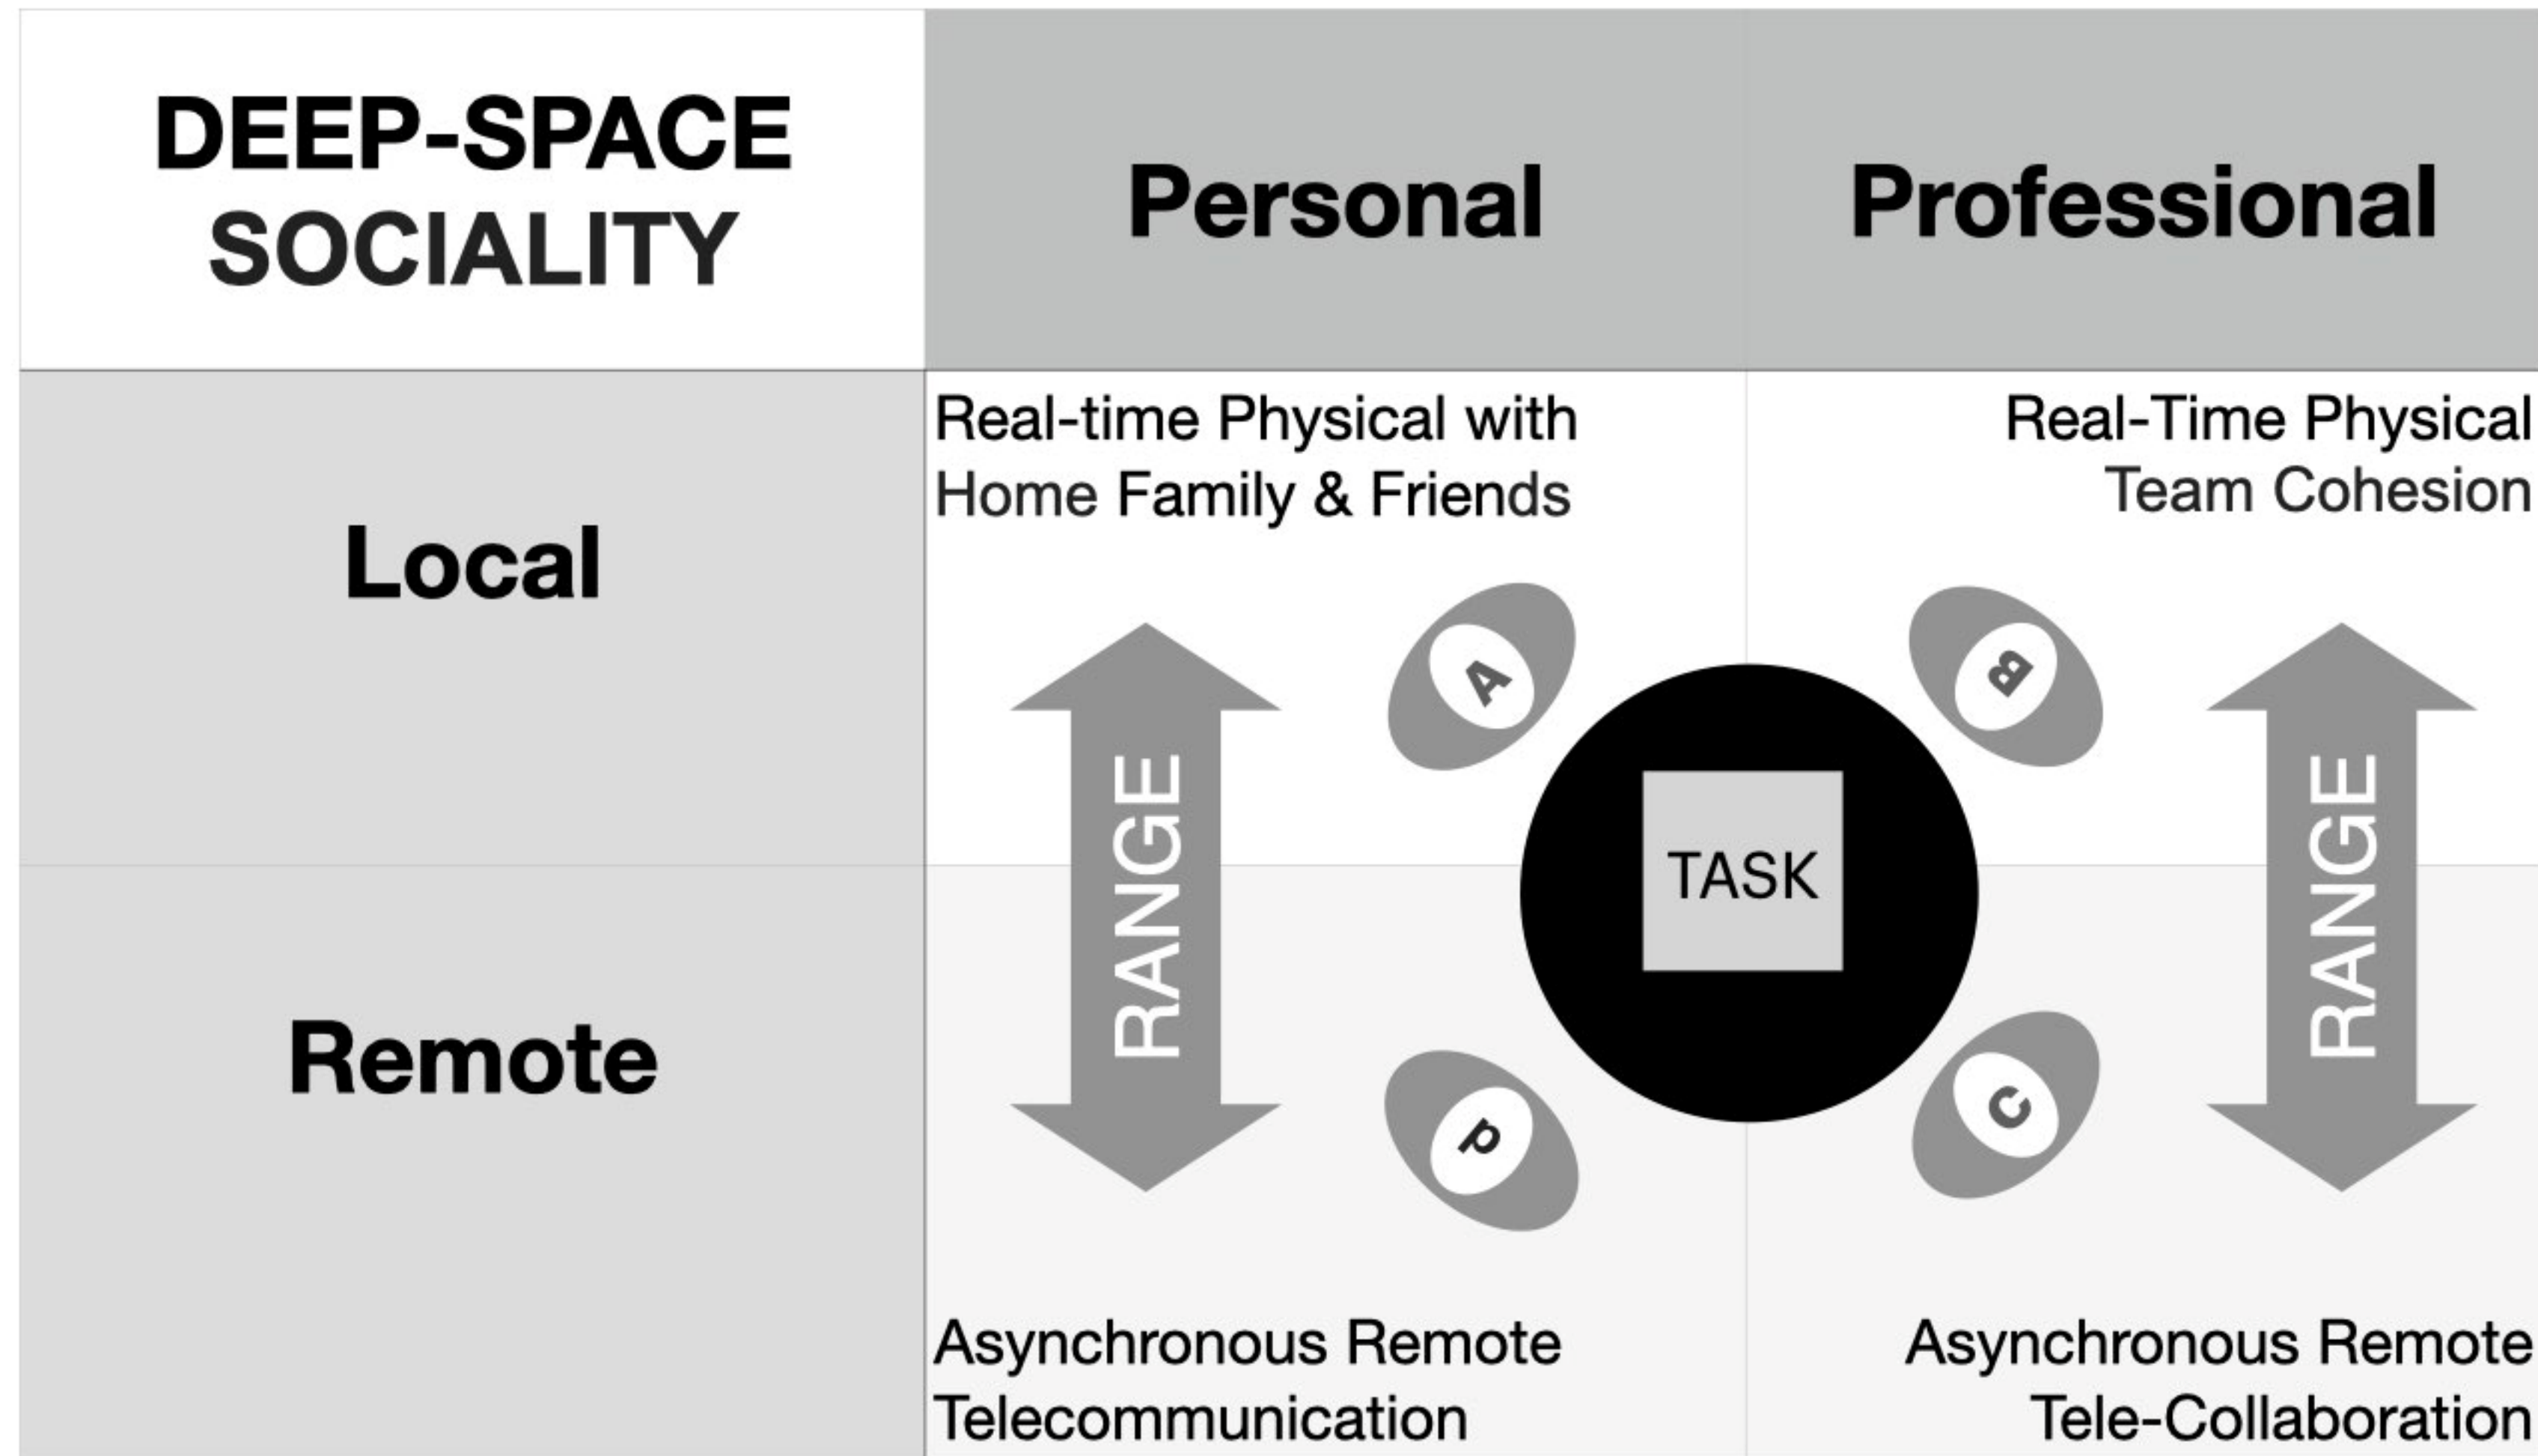 DEEP-SPACE
SOCIALITY
Personal
Professional
Local
Real-time Physical with
Home Family & Friends
Real-Time Physical
Team Cohesion
A
B
RANGE
TASK
RANGE
Remote
P
C
Asynchronous Remote
Telecommunication
Asynchronous Remote
Tele-Collaboration